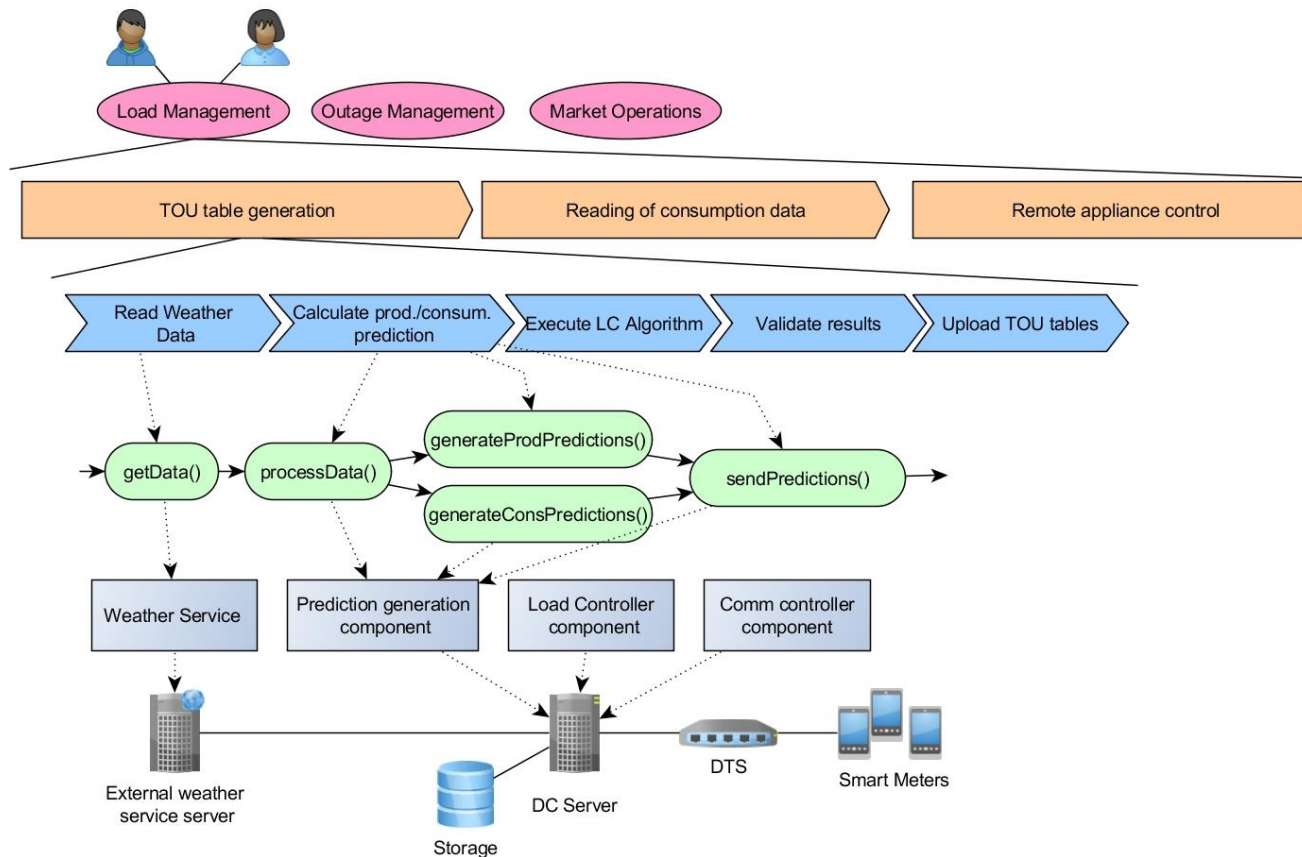 Load Management
Outage Management
Market Operations
TOU table generation
Reading of consumption data
Remote appliance control
Read Weather
Data
Calculate prod./consum.
prediction
Execute LC Algorithm
Validate results
Upload TOU tables
getData()
processData()
generateProdPredictions()
generateConsPredictions()
sendPredictions()
Weather Service
Prediction generation
component
Load Controller
component
Comm controller
component
External weather
service server
Storage
DC Server
DTS
Smart Meters